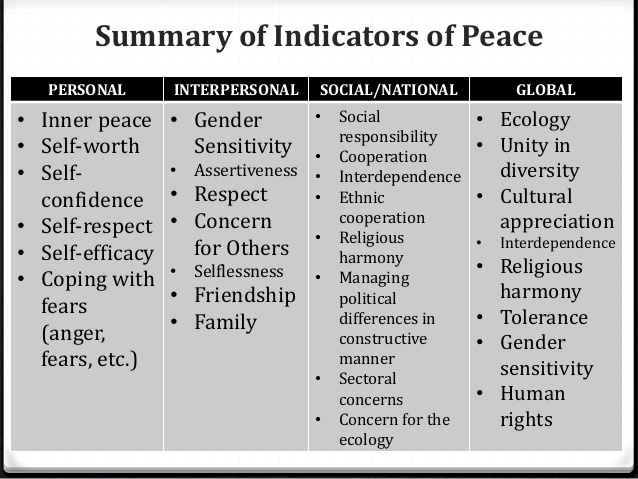 Summary of Indicators of Peace
PERSONAL
• Inner peace
• Self-worth
• Self-
confidence
• Self-respect
• Self-efficacy
• Coping with
fears
(anger,
fears, etc.)
INTERPERSONAL
• Gender
Sensitivity
• Assertiveness
• Respect
• Concern
for Others
• Selflessness
• Friendship
• Family
SOCIAL/NATIONAL
• Social
responsibility
• Cooperation
• Interdependence
• Ethnic
cooperation
• Religious
harmony
• Managing
political
differences in
constructive
manner
• Sectoral
concerns
• Concern for the
ecology
GLOBAL
• Ecology
• Unity in
diversity
• Cultural
appreciation
• Interdependence
• Religious
harmony
• Tolerance
• Gender
sensitivity
• Human
rights